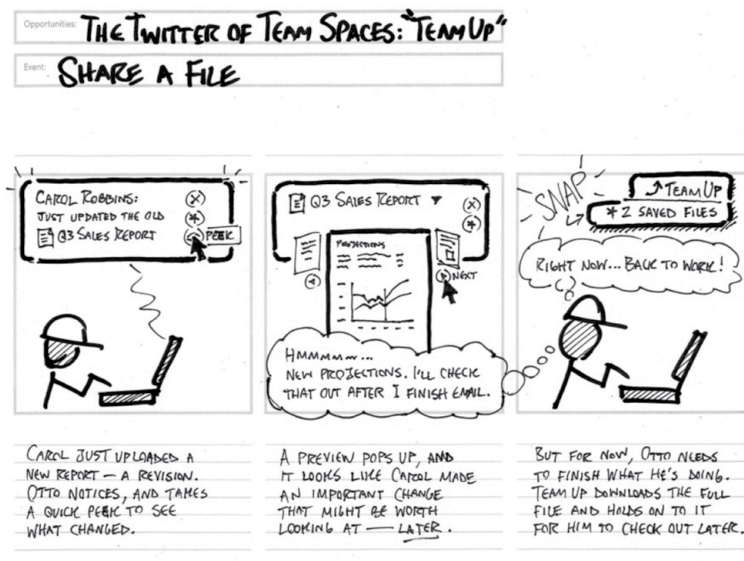 Opportunities: THE TWITTER OF TEAM SPACES: "TEAM UP"
Event: SHARE A FILE
CAROL ROBBINS:
JUST UPDATED THE OLD
Q3 SALES REPORT
PEEK
Q3 SALES REPORT
PROJECTIONS
NEXT
HMMMMM...
NEW PROJECTIONS. I'LL CHECK
THAT OUT AFTER I FINISH EMAIL.
SNAP
TEAM UP
* 2 SAVED FILES
RIGHT NOW... BACK TO WORK!
CAROL JUST UPLOADED A
NEW REPORT — A REVISION.
OTTO NOTICES, AND TAKES
A QUICK PEEK TO SEE
WHAT CHANGED.
A PREVIEW POPS UP, AND
IT LOOKS LIKE CAROL MADE
AN IMPORTANT CHANGE
THAT MIGHT BE WORTH
LOOKING AT — LATER.
BUT FOR NOW, OTTO NEEDS
TO FINISH WHAT HE'S DOING.
TEAM UP DOWNLOADS THE FULL
FILE AND HOLDS ON TO IT
FOR HIM TO CHECK OUT LATER.